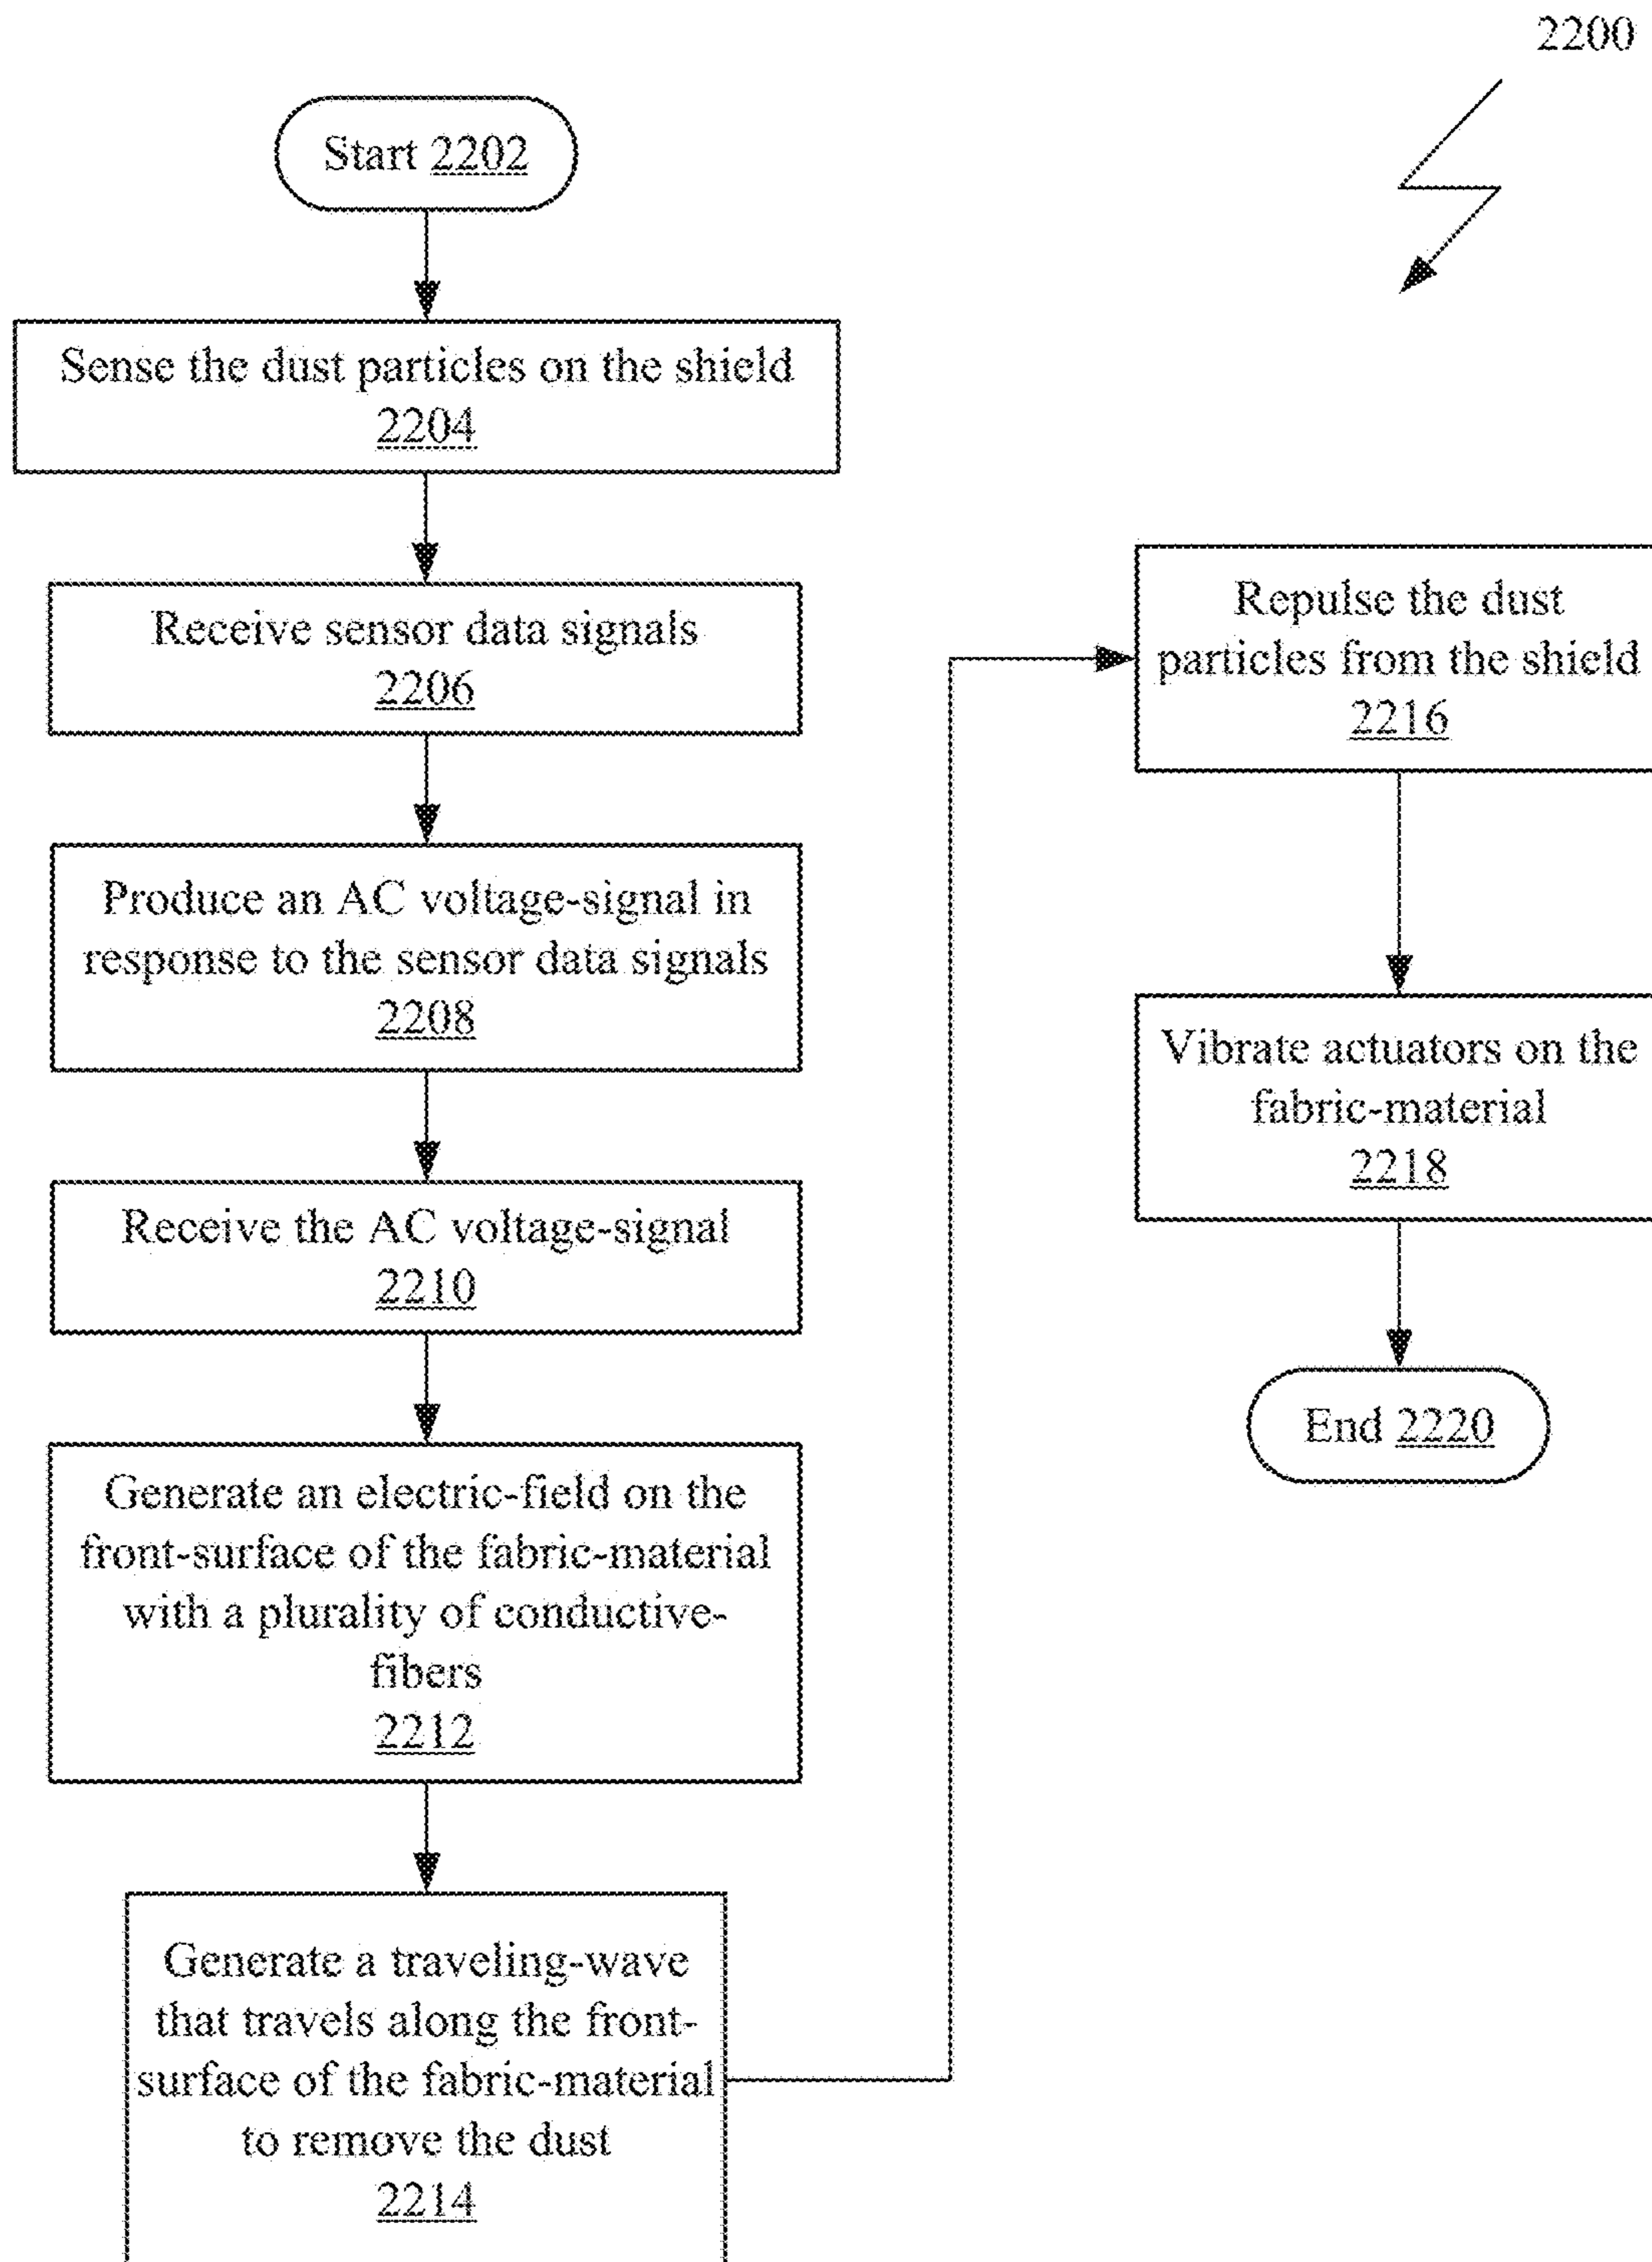 2200
Start 2202
Sense the dust particles on the shield
2204
Receive sensor data signals
2206
Produce an AC voltage-signal in
response to the sensor data signals
2208
Receive the AC voltage-signal
2210
Generate an electric-field on the
front-surface of the fabric-material
with a plurality of conductive-
fibers
2212
Generate a traveling-wave
that travels along the front-
surface of the fabric-material
to remove the dust
2214
Repulse the dust
particles from the shield
2216
Vibrate actuators on the
fabric-material
2218
End 2220